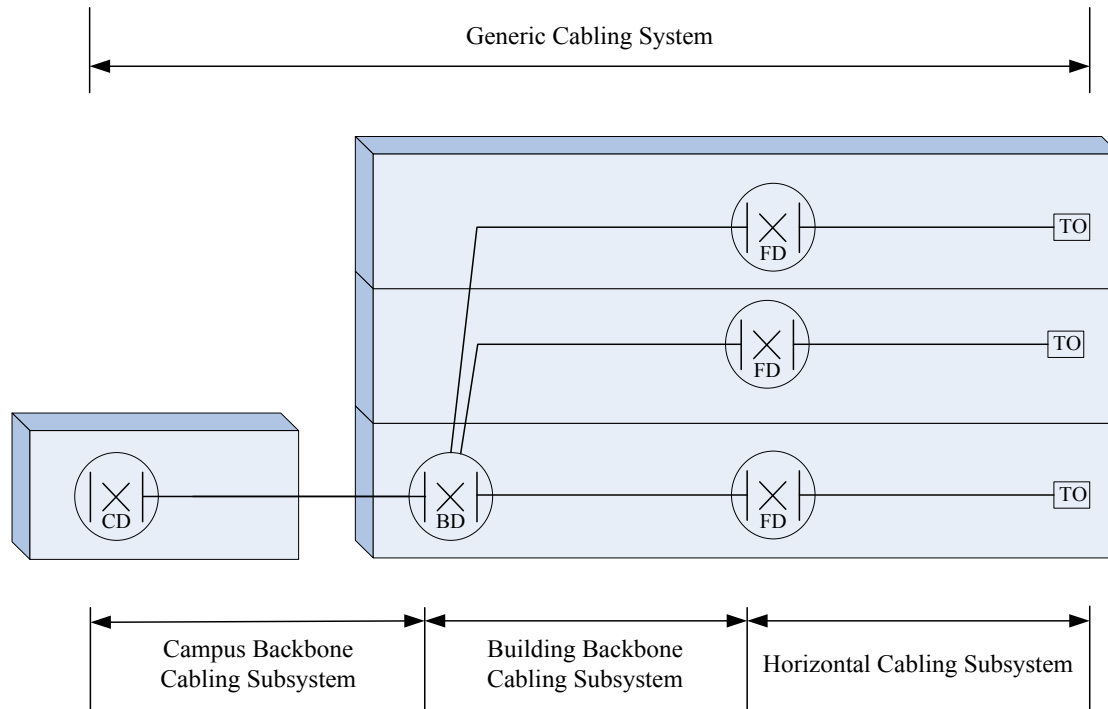 Generic Cabling System
FD
TO
FD
TO
CD
BD
FD
TO
Campus Backbone
Cabling Subsystem
Building Backbone
Cabling Subsystem
Horizontal Cabling Subsystem